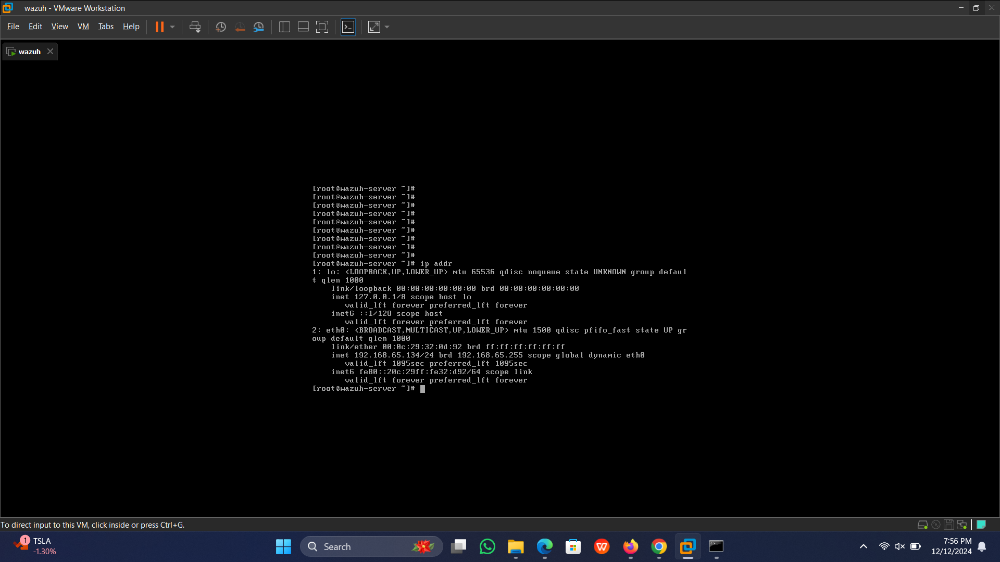 wazuh - VMware Workstation
File Edit View VM Tabs Help
wazuh
[root@wazuh-server ~]#
[root@wazuh-server ~]#
[root@wazuh-server ~]#
[root@wazuh-server ~]#
[root@wazuh-server ~]#
[root@wazuh-server ~]#
[root@wazuh-server ~]#
[root@wazuh-server ~]#
[root@wazuh-server ~]#
[root@wazuh-server ~]# ip addr
1: lo: <LOOPBACK,UP,LOWER_UP> mtu 65536 qdisc noqueue state UNKNOWN group defaul
t qlen 1000
    link/loopback 00:00:00:00:00:00 brd 00:00:00:00:00:00
    inet 127.0.0.1/8 scope host lo
       valid_lft forever preferred_lft forever
    inet6 ::1/128 scope host
       valid_lft forever preferred_lft forever
2: eth0: <BROADCAST,MULTICAST,UP,LOWER_UP> mtu 1500 qdisc pfifo_fast state UP gr
oup default qlen 1000
    link/ether 00:0c:29:32:0d:92 brd ff:ff:ff:ff:ff:ff
    inet 192.168.65.134/24 brd 192.168.65.255 scope global dynamic eth0
       valid_lft 1095sec preferred_lft 1095sec
    inet6 fe80::20c:29ff:fe32:d92/64 scope link
       valid_lft forever preferred_lft forever
[root@wazuh-server ~]#
To direct input to this VM, click inside or press Ctrl+G.
1 TSLA
-1.30%
Search
7:56 PM
12/12/2024